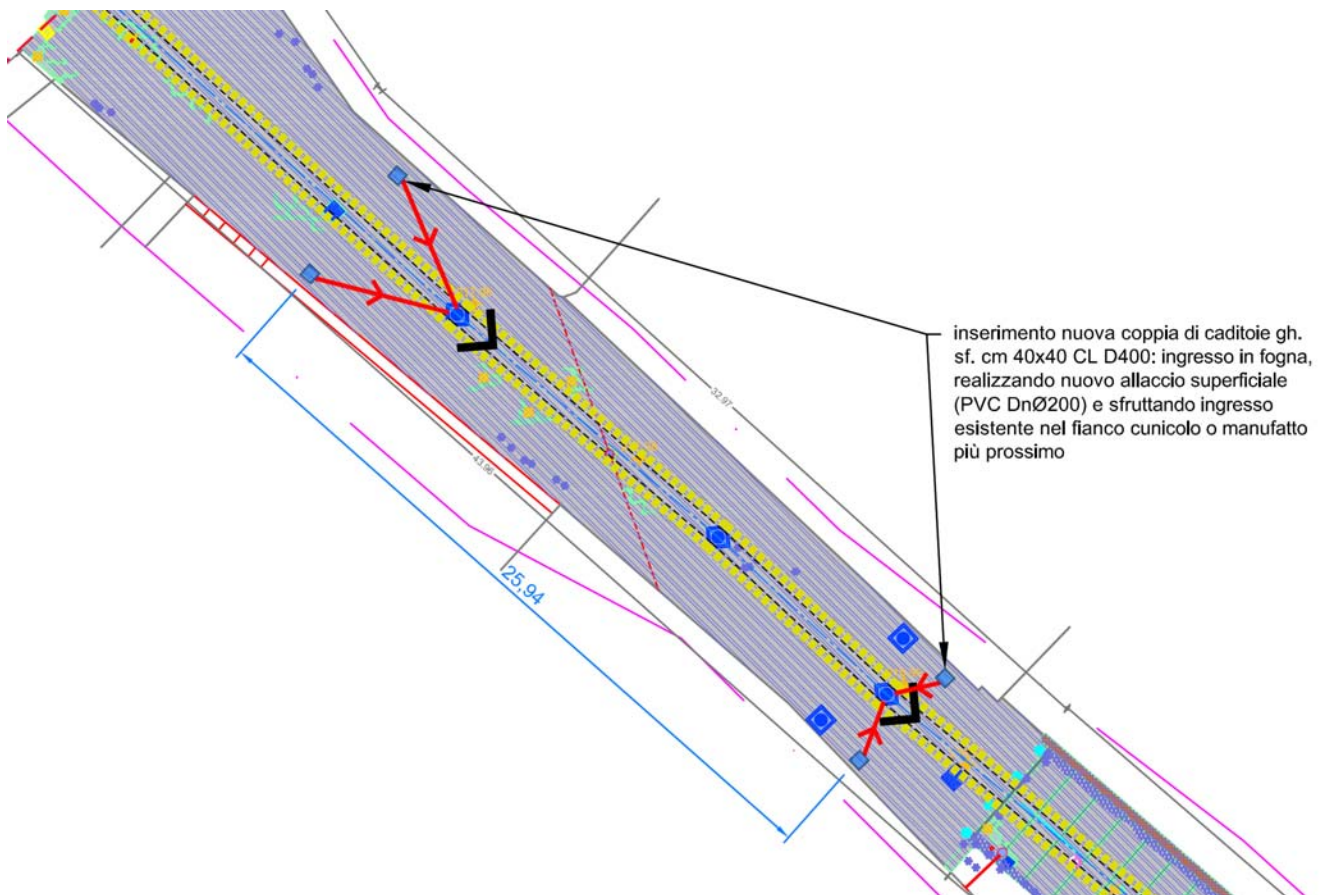 inserimento nuova coppia di caditoie gh.
sf. cm 40x40 CL D400: ingresso in fogna,
realizzando nuovo allaccio superficiale
(PVC DnØ200) e sfruttando ingresso
esistente nel fianco cunicolo o manufatto
più prossimo
32.97
43.96
25,94